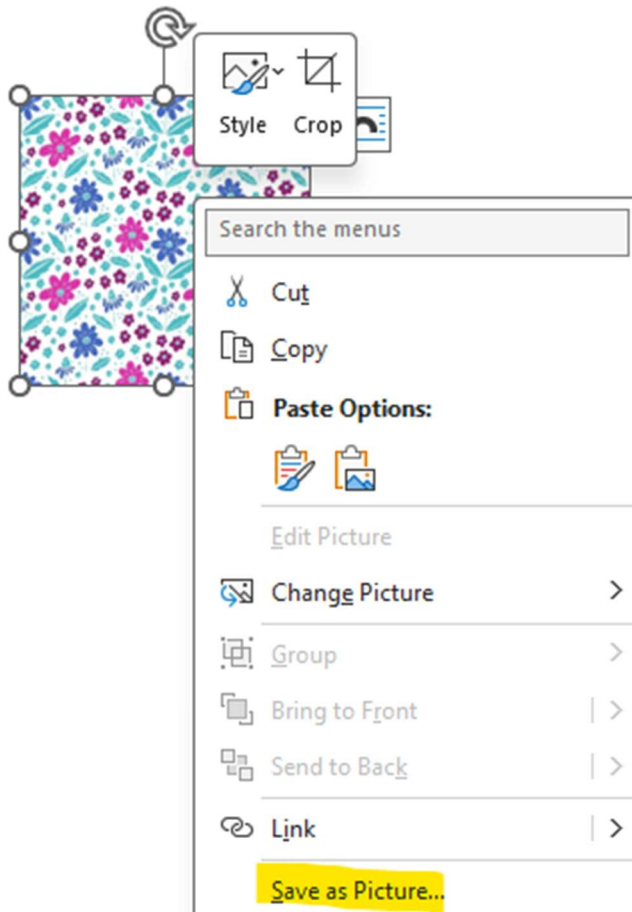 Style Crop
Search the menus
Cut
Copy
Paste Options:
Edit Picture
Change Picture
Group
Bring to Front
Send to Back
Link
Save as Picture...